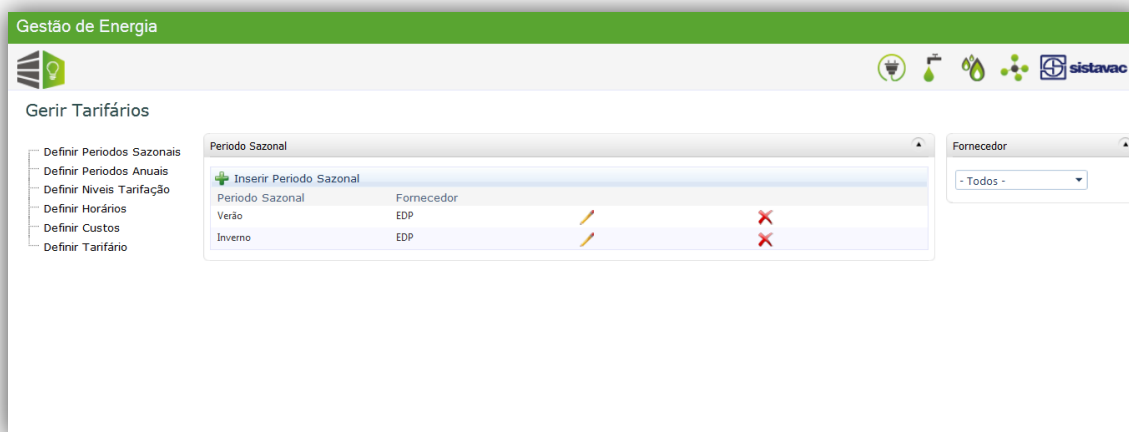 Gestão de Energia
sistavac
Gerir Tarifários
Definir Periodos Sazonais
Definir Periodos Anuais
Definir Niveis Tarifação
Definir Horários
Definir Custos
Definir Tarifário
Periodo Sazonal
Inserir Periodo Sazonal
Periodo Sazonal Fornecedor
Verão EDP
Inverno EDP
Fornecedor
- Todos -